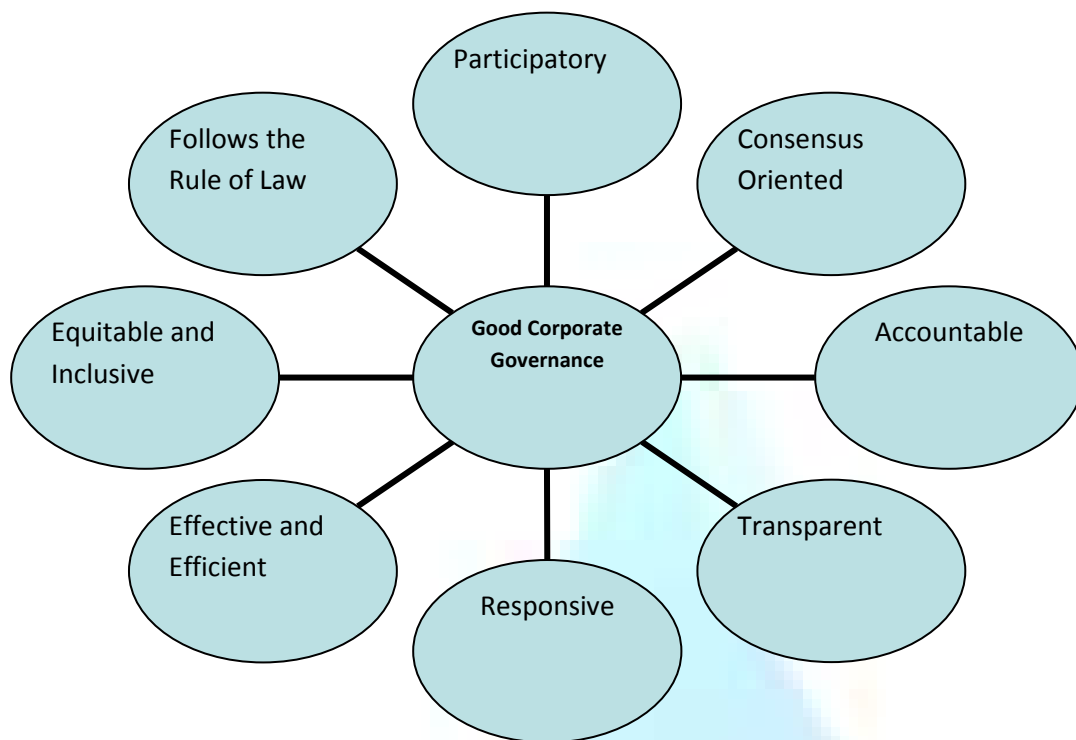 Participatory
Follows the
Rule of Law
Consensus
Oriented
Equitable and
Inclusive
Good Corporate
Governance
Accountable
Effective and
Efficient
Transparent
Responsive